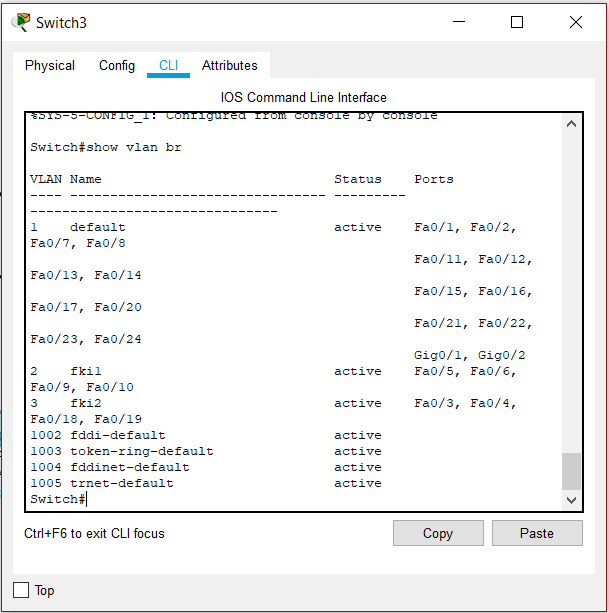 Switch3
Physical Config CLI Attributes
IOS Command Line Interface
%SYS-5-CONFIG_I: Configured from console by console
Switch#show vlan br
VLAN Name                             Status    Ports
---- -------------------------------- --------- -------------------------------
1    default                          active    Fa0/1, Fa0/2,
Fa0/7, Fa0/8
                                                Fa0/11, Fa0/12,
Fa0/13, Fa0/14
                                                Fa0/15, Fa0/16,
Fa0/17, Fa0/20
                                                Fa0/21, Fa0/22,
Fa0/23, Fa0/24
                                                Gig0/1, Gig0/2
2    fki1                             active    Fa0/5, Fa0/6,
Fa0/9, Fa0/10
3    fki2                             active    Fa0/3, Fa0/4,
Fa0/18, Fa0/19
1002 fddi-default                     active
1003 token-ring-default               active
1004 fddinet-default                  active
1005 trnet-default                    active
Switch#
Ctrl+F6 to exit CLI focus
Copy Paste
Top